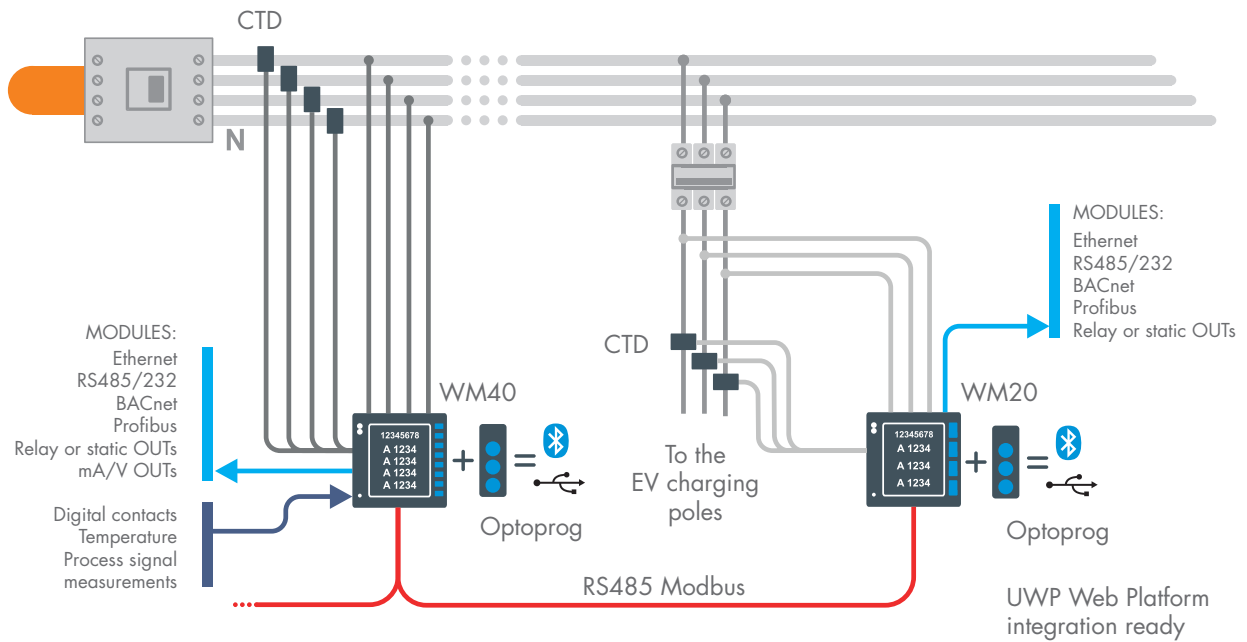 CTD
N
MODULES:
Ethernet
RS485/232
BACnet
Profibus
Relay or static OUTs
MODULES:
Ethernet
RS485/232
BACnet
Profibus
Relay or static OUTs
mA/V OUTs
Digital contacts
Temperature
Process signal
measurements
WM40
12345678
A 1234
A 1234
A 1234
A 1234
+
=
Optoprog
CTD
To the
EV charging
poles
WM20
12345678
A 1234
A 1234
A 1234
+
=
Optoprog
RS485 Modbus
UWP Web Platform
integration ready